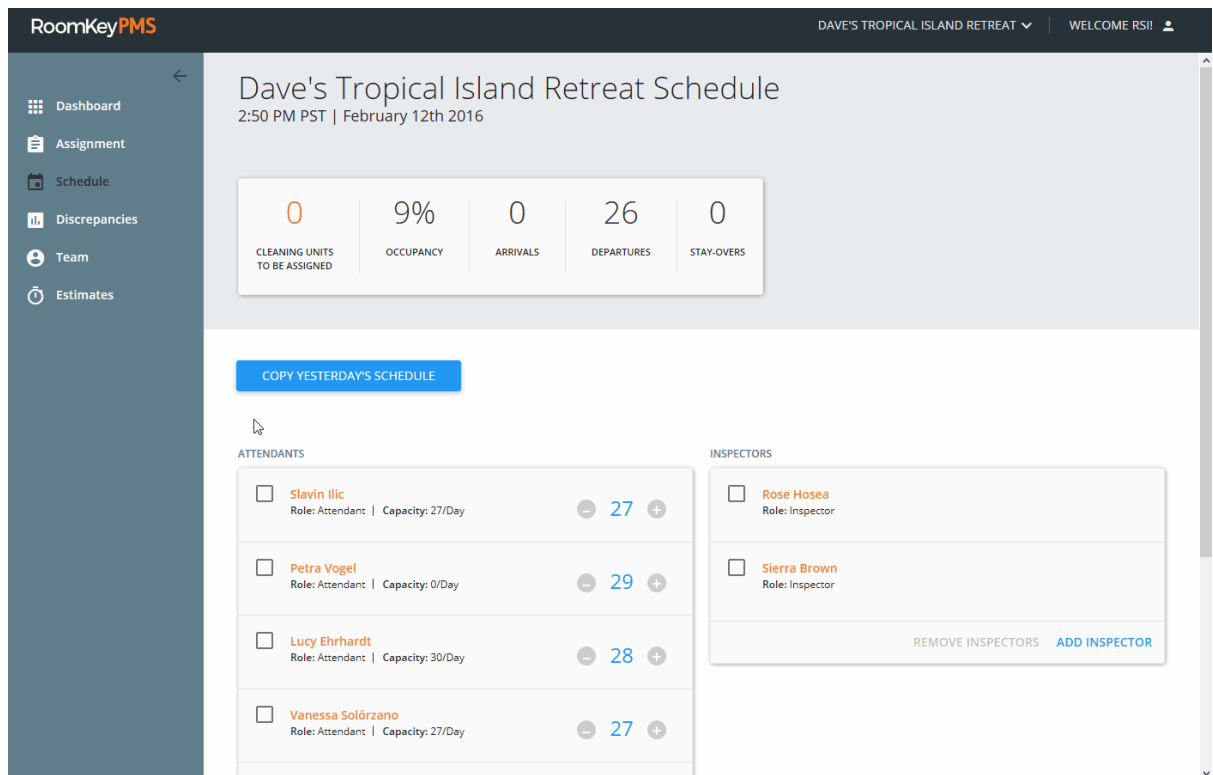 RoomKeyPMS
DAVE'S TROPICAL ISLAND RETREAT
WELCOME RSI!
Dashboard
Assignment
Schedule
Discrepancies
Team
Estimates
Dave's Tropical Island Retreat Schedule
2:50 PM PST | February 12th 2016
0
CLEANING UNITS
TO BE ASSIGNED
9%
OCCUPANCY
0
ARRIVALS
26
DEPARTURES
0
STAY-OVERS
COPY YESTERDAY'S SCHEDULE
ATTENDANTS
Slavin Ilic
Role: Attendant | Capacity: 27/Day
27
Petra Vogel
Role: Attendant | Capacity: 0/Day
29
Lucy Ehrhardt
Role: Attendant | Capacity: 30/Day
28
Vanessa Solórzano
Role: Attendant | Capacity: 27/Day
27
INSPECTORS
Rose Hosea
Role: Inspector
Sierra Brown
Role: Inspector
REMOVE INSPECTORS ADD INSPECTOR